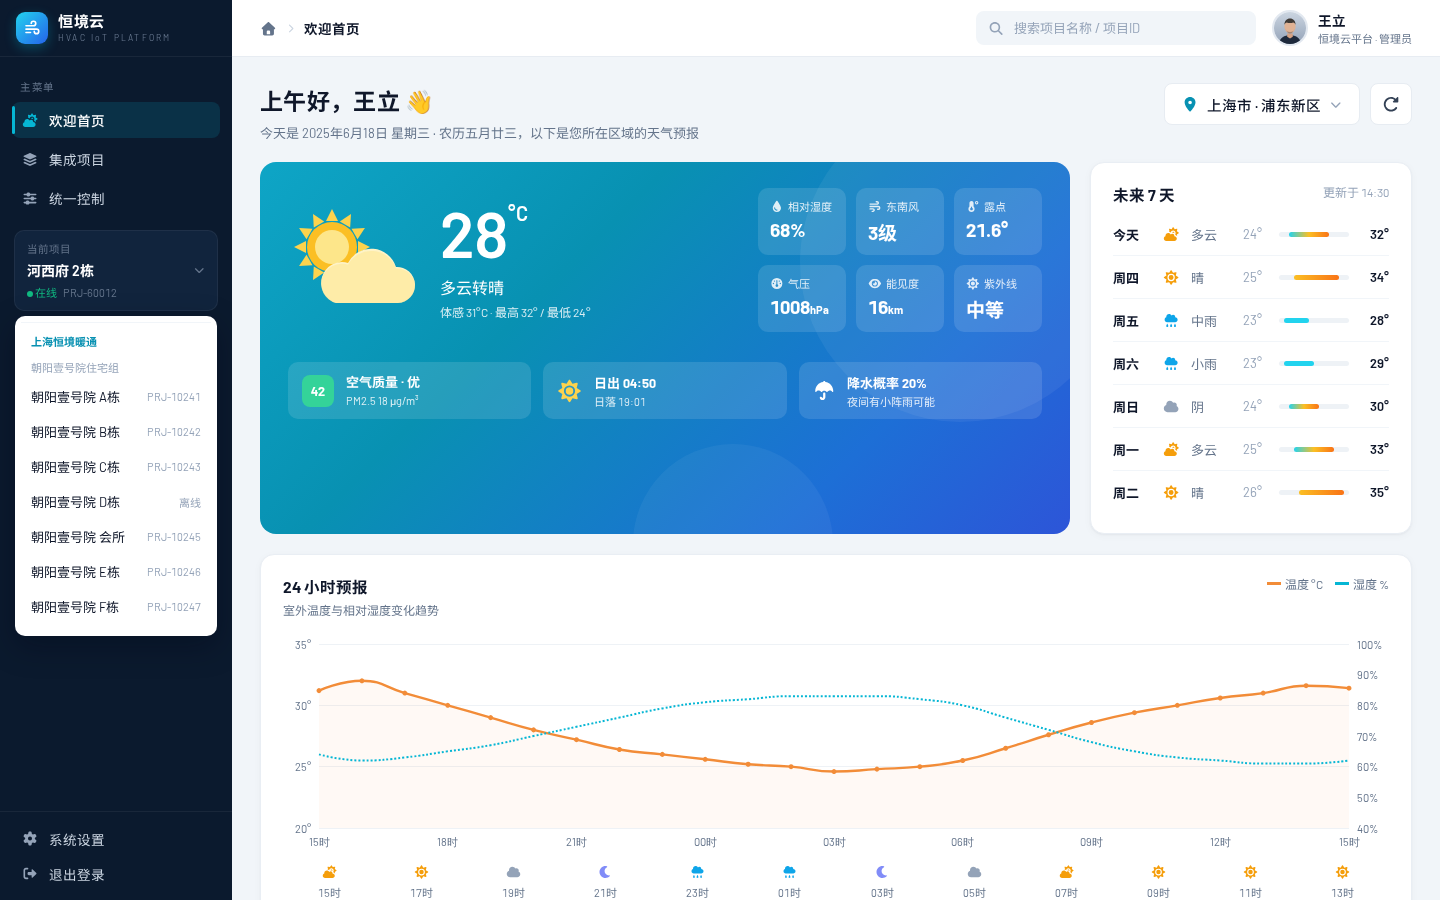 恒境云
HVAC IoT PLATFORM
主菜单
欢迎首页
集成项目
统一控制
当前项目
河西府 2栋
在线 PRJ-60012
上海恒境暖通
朝阳壹号院住宅组
朝阳壹号院 A栋 PRJ-10241
朝阳壹号院 B栋 PRJ-10242
朝阳壹号院 C栋 PRJ-10243
朝阳壹号院 D栋 离线
朝阳壹号院 会所 PRJ-10245
朝阳壹号院 E栋 PRJ-10246
朝阳壹号院 F栋 PRJ-10247
系统设置
退出登录
欢迎首页
搜索项目名称 / 项目ID
王立
恒境云平台 · 管理员
上午好，王立 👋
今天是 2025年6月18日 星期三 · 农历五月廿三，以下是您所在区域的天气预报
上海市 · 浦东新区
28°C
多云转晴
体感 31°C · 最高 32° / 最低 24°
相对湿度
68%
东南风
3级
露点
21.6°
气压
1008hPa
能见度
16km
紫外线
中等
42
空气质量 · 优
PM2.5 18 μg/m³
日出 04:50
日落 19:01
降水概率 20%
夜间有小阵雨可能
未来 7 天
更新于 14:30
今天 多云 24° 32°
周四 晴 25° 34°
周五 中雨 23° 28°
周六 小雨 23° 29°
周日 阴 24° 30°
周一 多云 25° 33°
周二 晴 26° 35°
24 小时预报
室外温度与相对湿度变化趋势
温度 °C 湿度 %
35° 100%
90%
30° 80%
70%
25° 60%
50%
20° 40%
15时 18时 21时 00时 03时 06时 09时 12时 15时
15时 17时 19时 21时 23时 01时 03时 05时 07时 09时 11时 13时